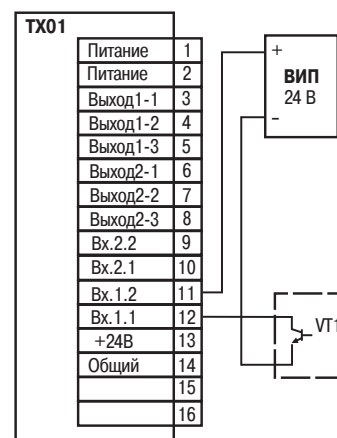 TX01
Питание 1
Питание 2
Выход1-1 3
Выход1-2 4
Выход1-3 5
Выход2-1 6
Выход2-2 7
Выход2-3 8
Вх.2.2 9
Вх.2.1 10
Вх.1.2 11
Вх.1.1 12
+24В 13
Общий 14
15
16
+
ВИП
24 В
–
VT1